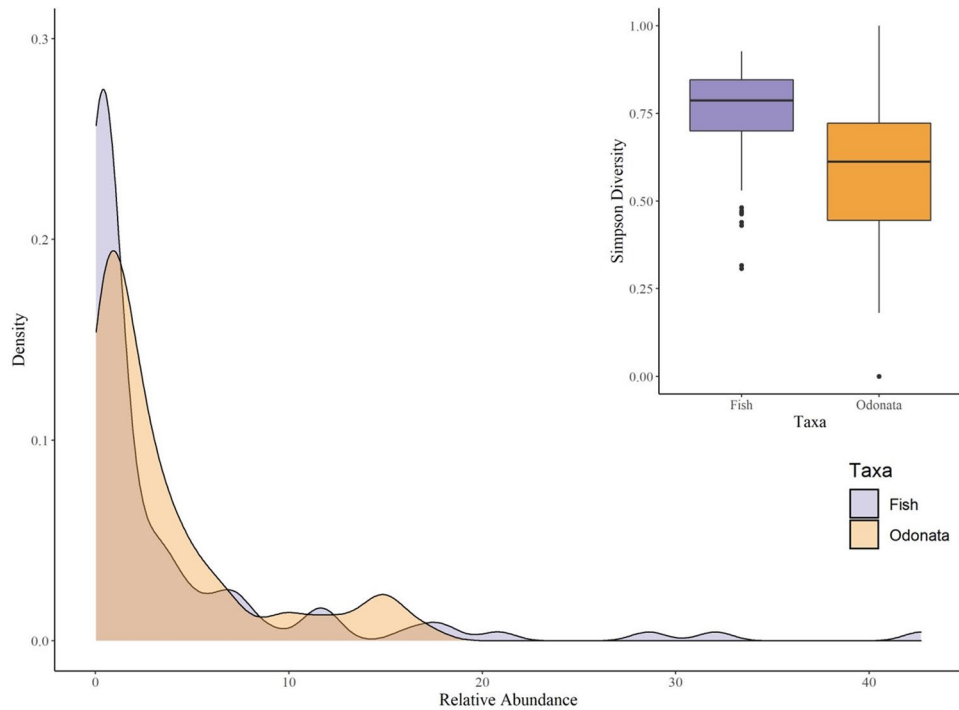 0.3
0.2
0.1
0.0
Density
0
10
20
30
40
Relative Abundance
1.00
0.75
0.50
0.25
0.00
Simpson Diversity
Fish
Odonata
Taxa
Taxa
Fish
Odonata